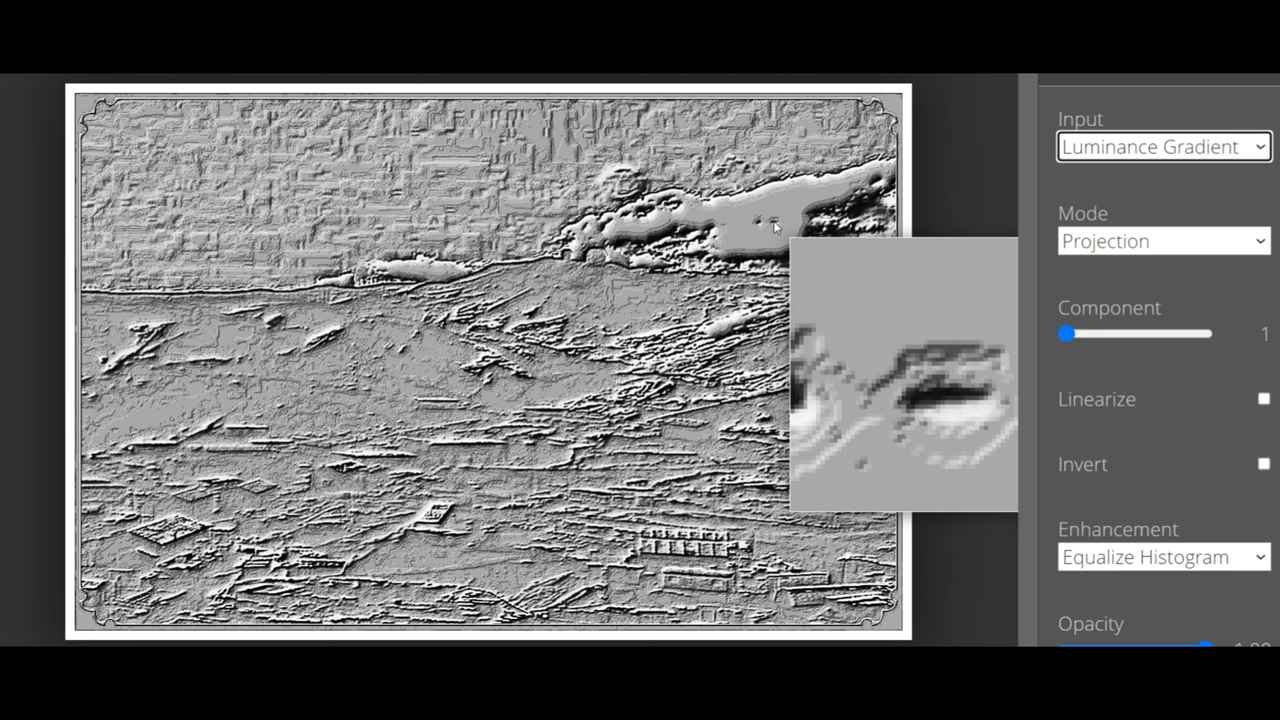 Input
Luminance Gradient
Mode
Projection
Component
1
Linearize
Invert
Enhancement
Equalize Histogram
Opacity